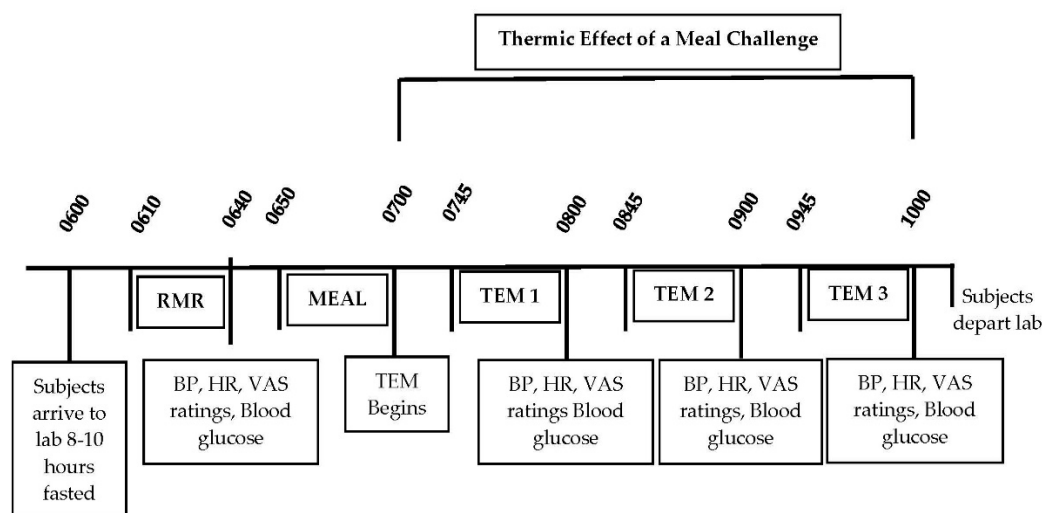 Thermic Effect of a Meal Challenge
0600
0610
0640
0650
0700
0745
0800
0845
0900
0945
1000
RMR
MEAL
TEM 1
TEM 2
TEM 3
Subjects
depart lab
Subjects
arrive to
lab 8-10
hours
fasted
BP, HR, VAS
ratings, Blood
glucose
TEM
Begins
BP, HR, VAS
ratings Blood
glucose
BP, HR, VAS
ratings, Blood
glucose
BP, HR, VAS
ratings, Blood
glucose